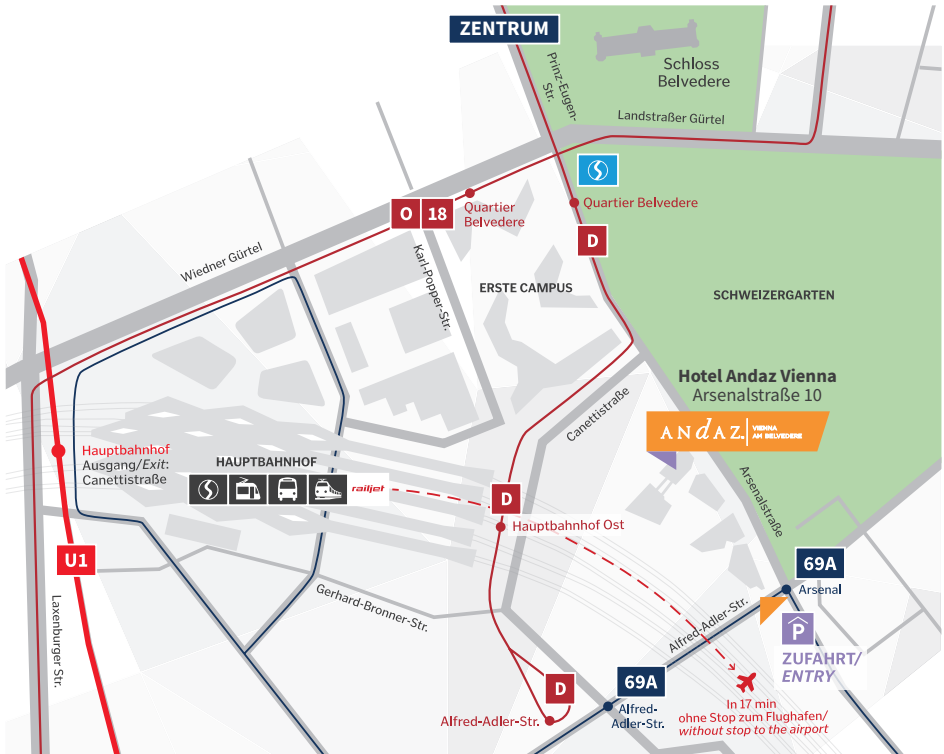 ZENTRUM
Prinz-Eugen-
Str.
Schloss
Belvedere
Landstraßer Gürtel
Quartier Belvedere
O 18
Quartier
Belvedere
D
Wiedner Gürtel
Karl-Popper-Str.
ERSTE CAMPUS
SCHWEIZERGARTEN
Hotel Andaz Vienna
Arsenalstraße 10
ANdAZ. VIENNA
AM BELVEDERE
Canettistraße
Hauptbahnhof
Ausgang/Exit:
Canettistraße
HAUPTBAHNHOF
railjet
D
Hauptbahnhof Ost
Arsenalstraße
U1
69A
Arsenal
Laxenburger Str.
Gerhard-Bronner-Str.
Alfred-Adler-Str.
P
ZUFAHRT/
ENTRY
D
69A
Alfred-Adler-Str.
Alfred-
Adler-Str.
In 17 min
ohne Stop zum Flughafen/
without stop to the airport